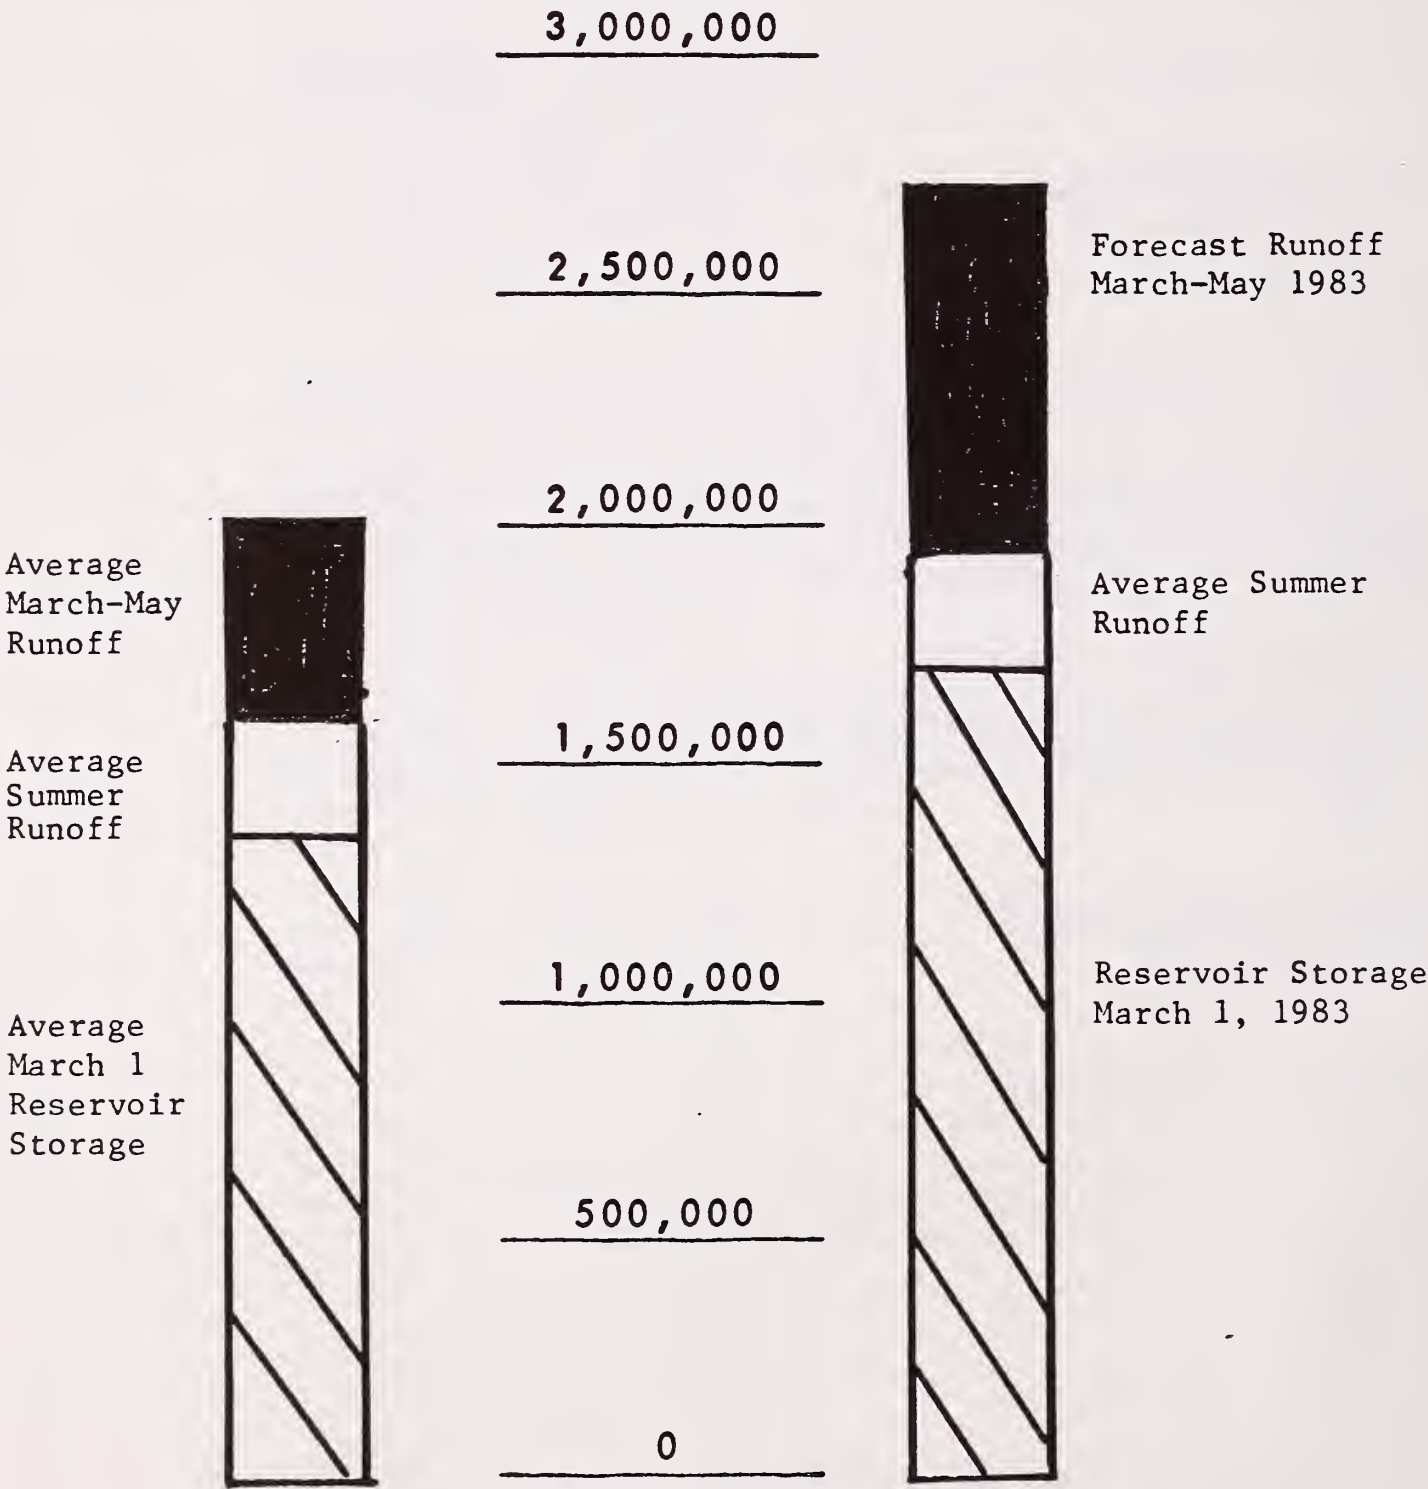 3,000,000
2,500,000
2,000,000
1,500,000
1,000,000
500,000
0
Average
March-May
Runoff
Average
Summer
Runoff
Average
March 1
Reservoir
Storage
Forecast Runoff
March-May 1983
Average Summer
Runoff
Reservoir Storage
March 1, 1983